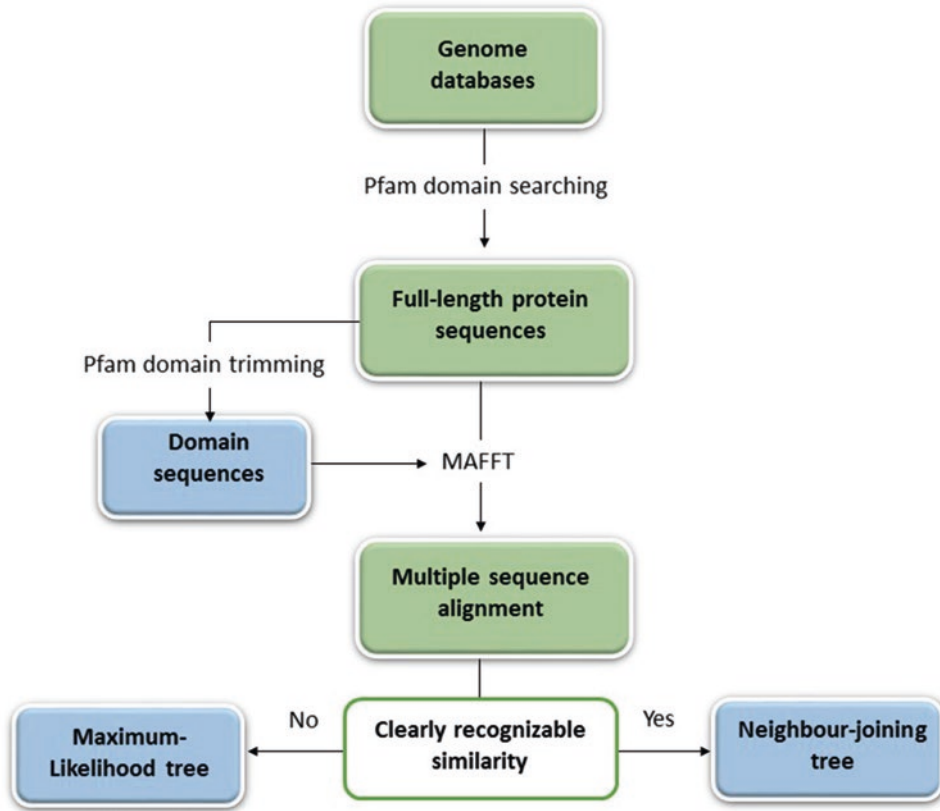 Genome
databases
Pfam domain searching
Full-length protein
sequences
Pfam domain trimming
Domain
sequences
MAFFT
Multiple sequence
alignment
No
Clearly recognizable
similarity
Yes
Maximum-
Likelihood tree
Neighbour-joining
tree